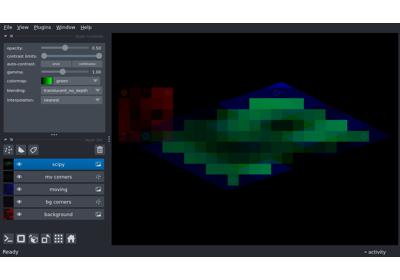 File View Plugins Window Help
opacity: 0.50
contrast limits:
auto-contrast: once continuous
gamma: 1.00
colormap: green
blending: translucent_no_depth
interpolation: nearest
scipy
mv corners
moving
bg corners
background
Ready
activity